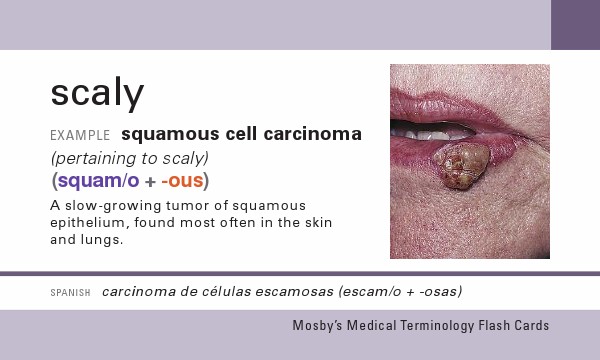 scaly
EXAMPLE squamous cell carcinoma
(pertaining to scaly)
(squam/o + -ous)
A slow-growing tumor of squamous
epithelium, found most often in the skin
and lungs.
SPANISH carcinoma de células escamosas (escam/o + -osas)
Mosby's Medical Terminology Flash Cards